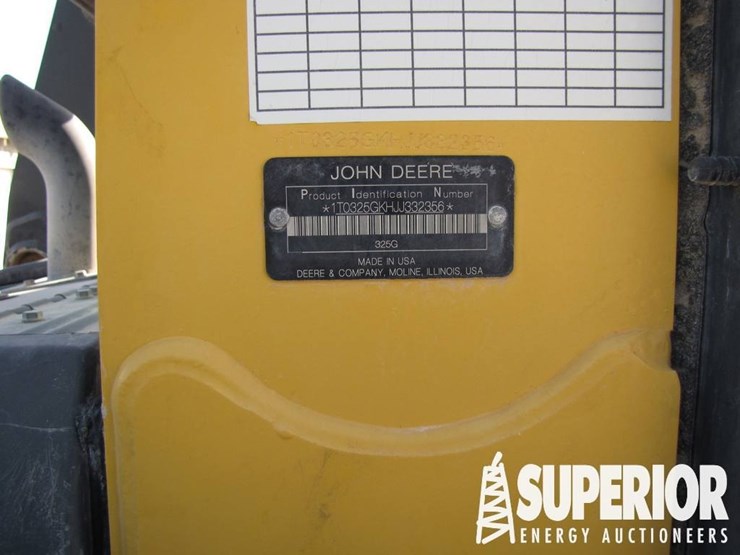 JOHN DEERE
Product Identification Number
*1T0325GKHJJ332356*
325G
MADE IN USA
DEERE & COMPANY, MOLINE, ILLINOIS, USA
SUPERIOR
ENERGY AUCTIONEERS